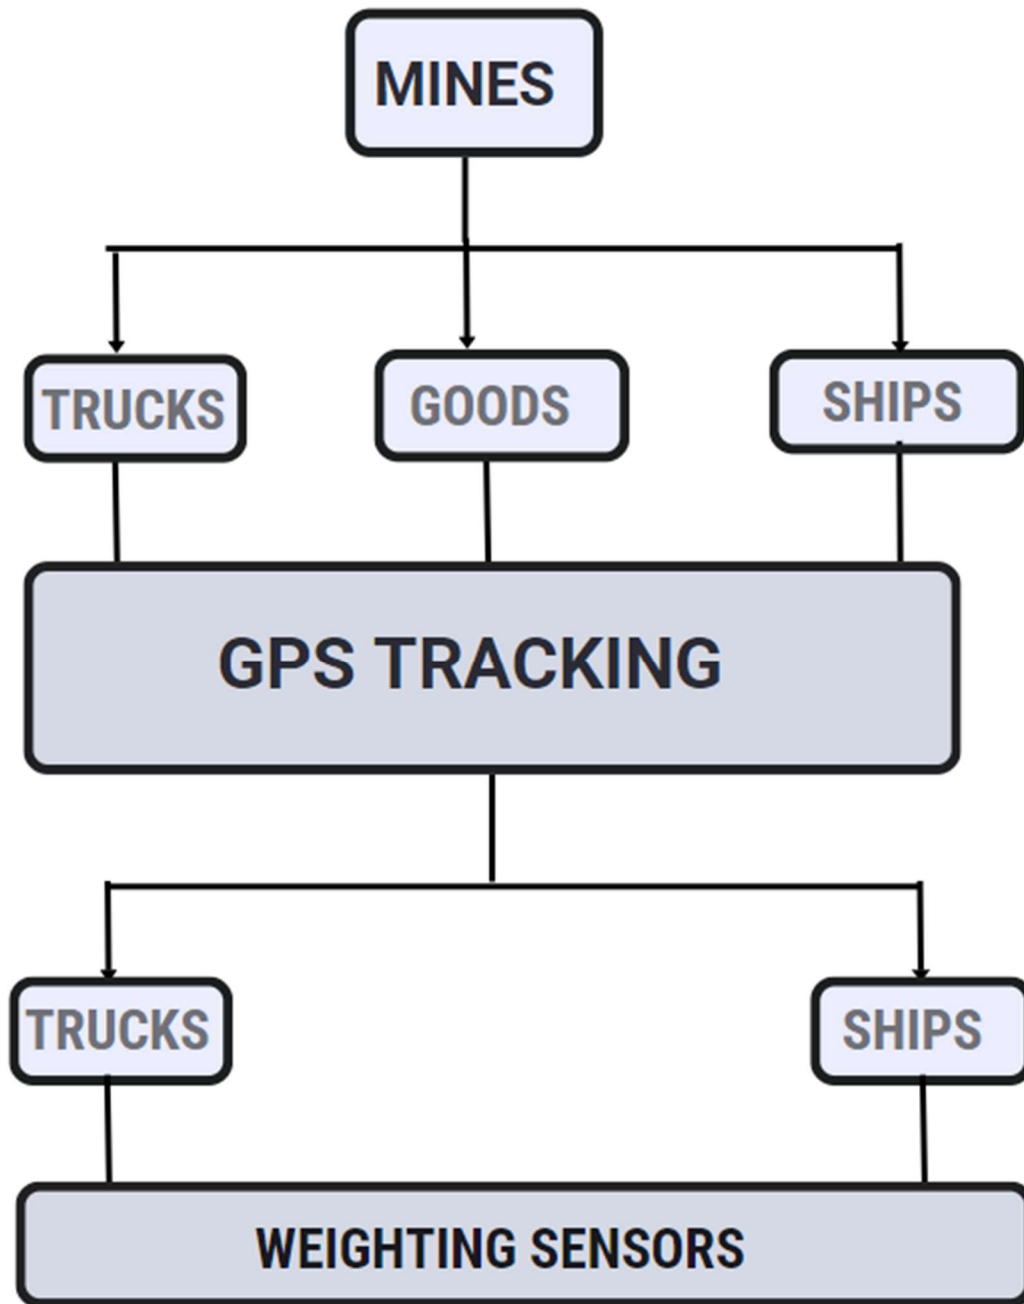 MINES
TRUCKS
GOODS
SHIPS
GPS TRACKING
TRUCKS
SHIPS
WEIGHTING SENSORS